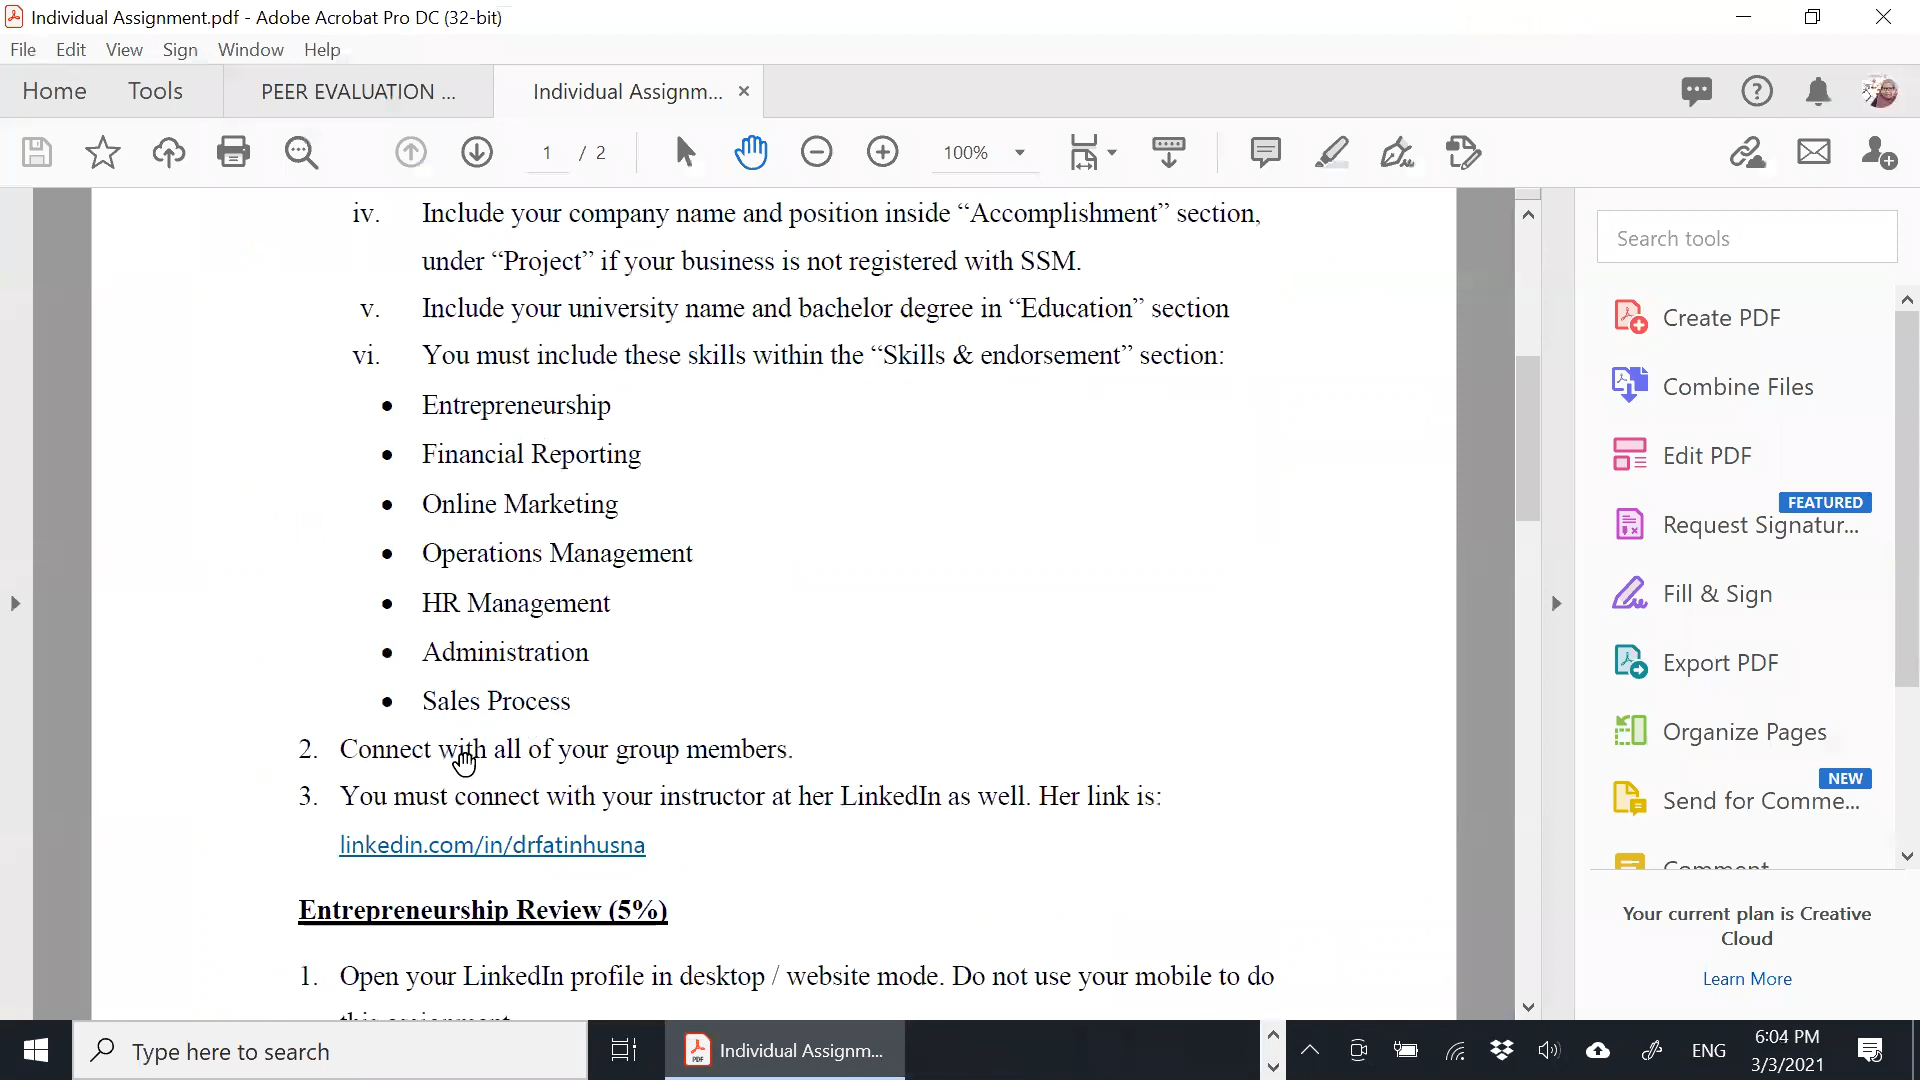 Individual Assignment.pdf - Adobe Acrobat Pro DC (32-bit)
File Edit View Sign Window Help
Home Tools PEER EVALUATION ... Individual Assignm... ×
1 / 2 100%
iv. Include your company name and position inside “Accomplishment” section,
under “Project” if your business is not registered with SSM.
v. Include your university name and bachelor degree in “Education” section
vi. You must include these skills within the “Skills & endorsement” section:
• Entrepreneurship
• Financial Reporting
• Online Marketing
• Operations Management
• HR Management
• Administration
• Sales Process
2. Connect with all of your group members.
3. You must connect with your instructor at her LinkedIn as well. Her link is:
linkedin.com/in/drfatinhusna
Entrepreneurship Review (5%)
1. Open your LinkedIn profile in desktop / website mode. Do not use your mobile to do
this assignment.
Search tools
Create PDF
Combine Files
Edit PDF
FEATURED
Request Signatur...
Fill & Sign
Export PDF
Organize Pages
NEW
Send for Comme...
Comment
Your current plan is Creative
Cloud
Learn More
Type here to search
PDF
Individual Assignm...
ENG
6:04 PM
3/3/2021